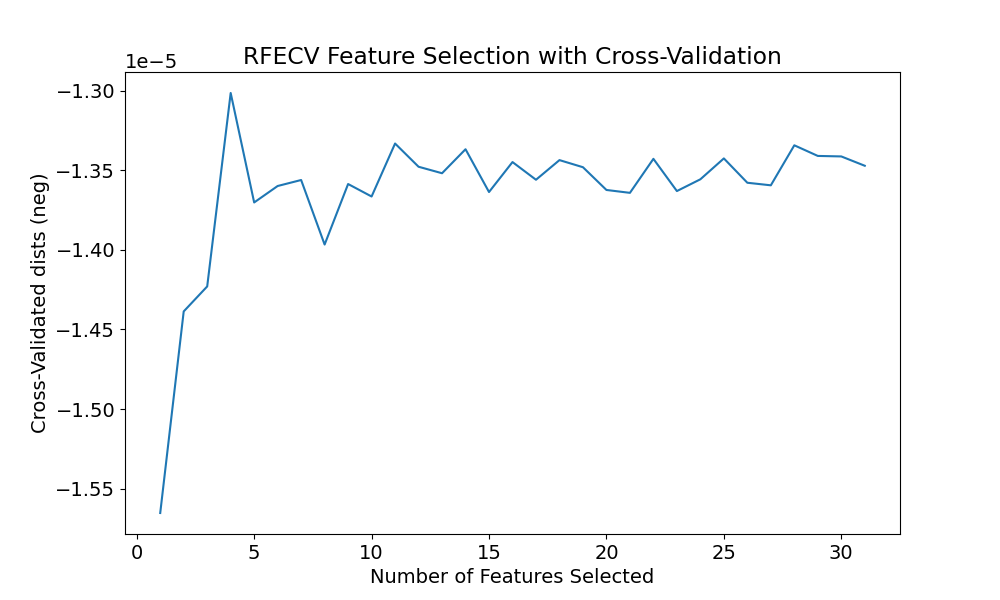 RFECV Feature Selection with Cross-Validation
1e−5
−1.30
−1.35
−1.40
−1.45
−1.50
−1.55
Cross-Validated dists (neg)
0 5 10 15 20 25 30
Number of Features Selected